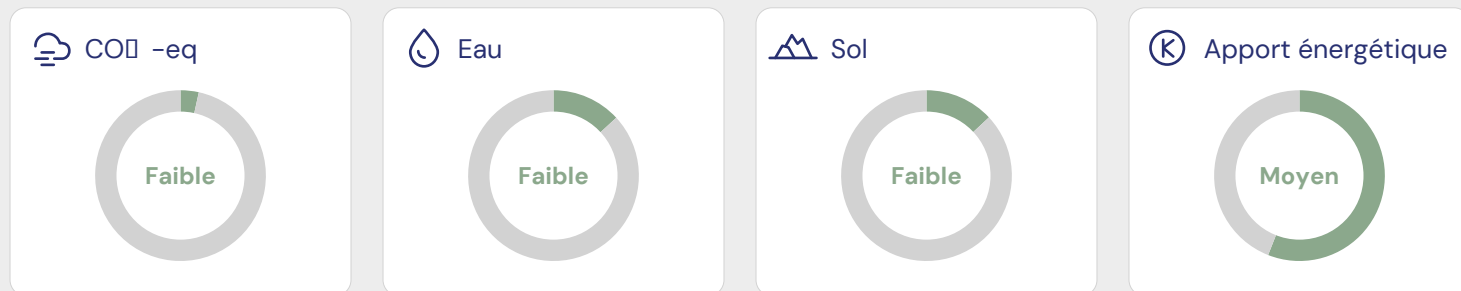 CO▯ -eq
Faible
Eau
Faible
Sol
Faible
Apport énergétique
Moyen